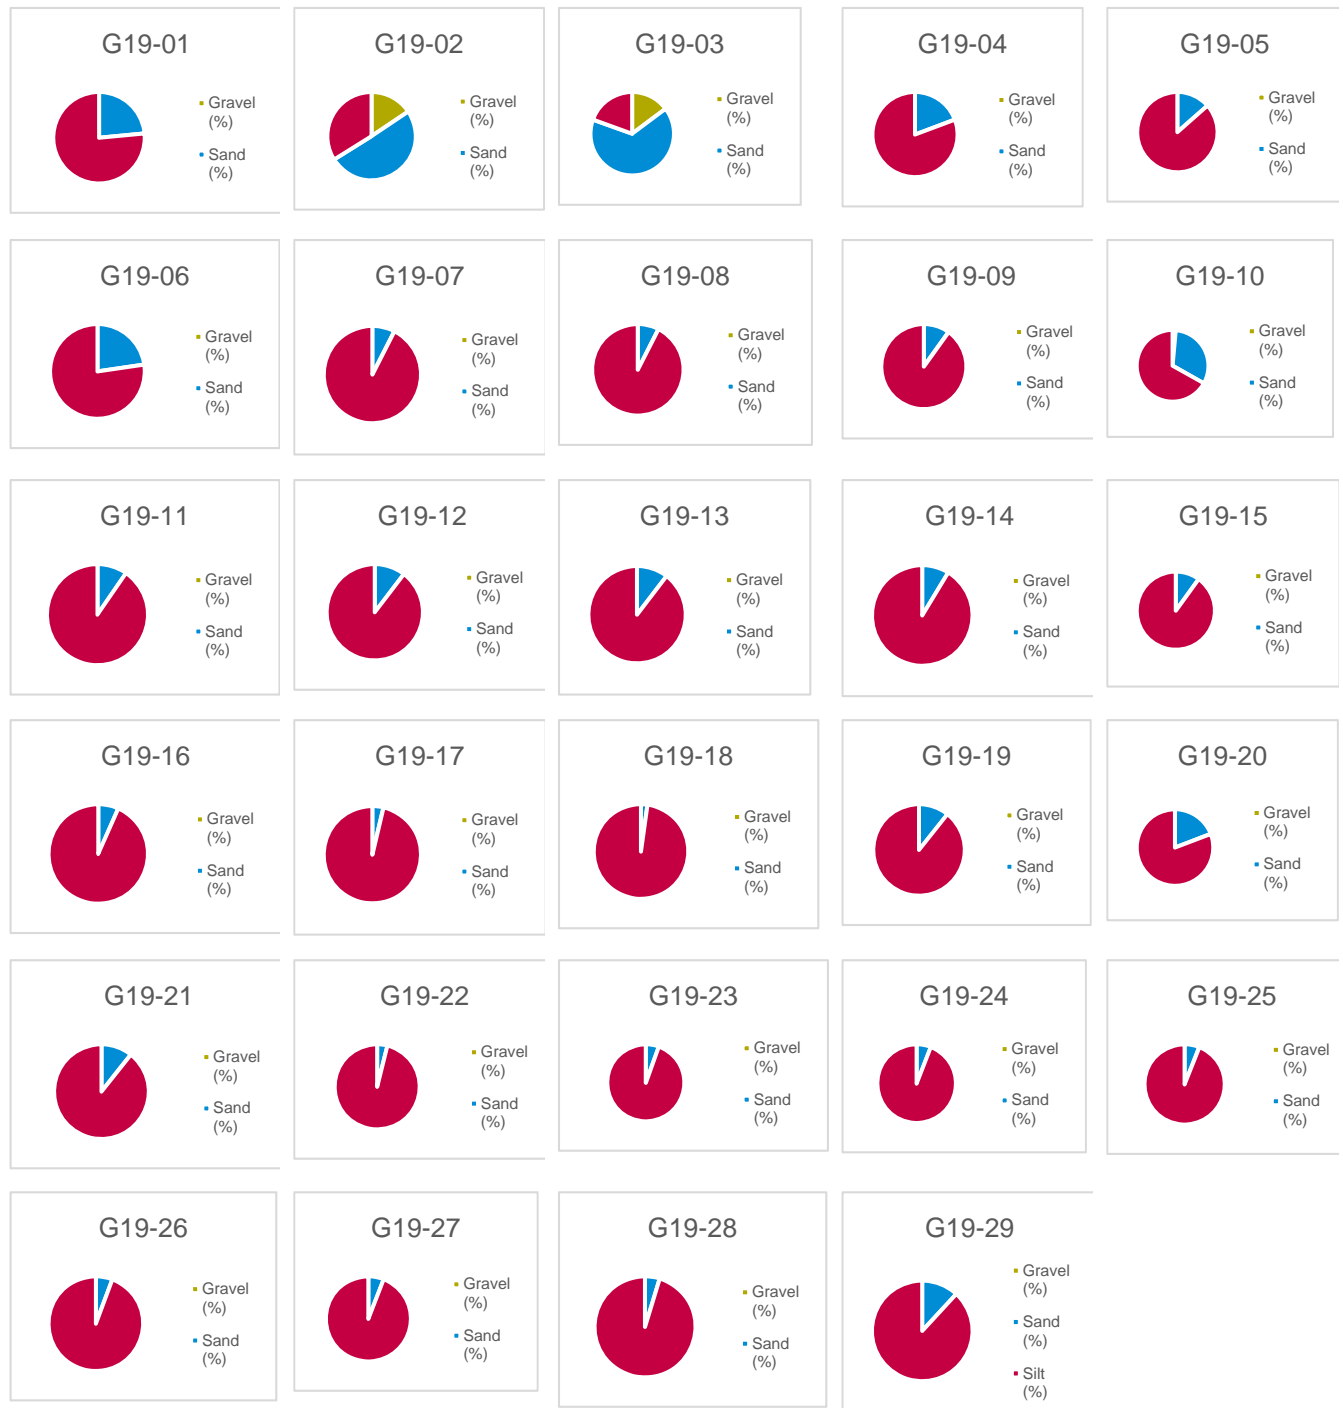 G19-01
Gravel
(%)
Sand
(%)
G19-02
Gravel
(%)
Sand
(%)
G19-03
Gravel
(%)
Sand
(%)
G19-04
Gravel
(%)
Sand
(%)
G19-05
Gravel
(%)
Sand
(%)
G19-06
Gravel
(%)
Sand
(%)
G19-07
Gravel
(%)
Sand
(%)
G19-08
Gravel
(%)
Sand
(%)
G19-09
Gravel
(%)
Sand
(%)
G19-10
Gravel
(%)
Sand
(%)
G19-11
Gravel
(%)
Sand
(%)
G19-12
Gravel
(%)
Sand
(%)
G19-13
Gravel
(%)
Sand
(%)
G19-14
Gravel
(%)
Sand
(%)
G19-15
Gravel
(%)
Sand
(%)
G19-16
Gravel
(%)
Sand
(%)
G19-17
Gravel
(%)
Sand
(%)
G19-18
Gravel
(%)
Sand
(%)
G19-19
Gravel
(%)
Sand
(%)
G19-20
Gravel
(%)
Sand
(%)
G19-21
Gravel
(%)
Sand
(%)
G19-22
Gravel
(%)
Sand
(%)
G19-23
Gravel
(%)
Sand
(%)
G19-24
Gravel
(%)
Sand
(%)
G19-25
Gravel
(%)
Sand
(%)
G19-26
Gravel
(%)
Sand
(%)
G19-27
Gravel
(%)
Sand
(%)
G19-28
Gravel
(%)
Sand
(%)
G19-29
Gravel
(%)
Sand
(%)
Silt
(%)